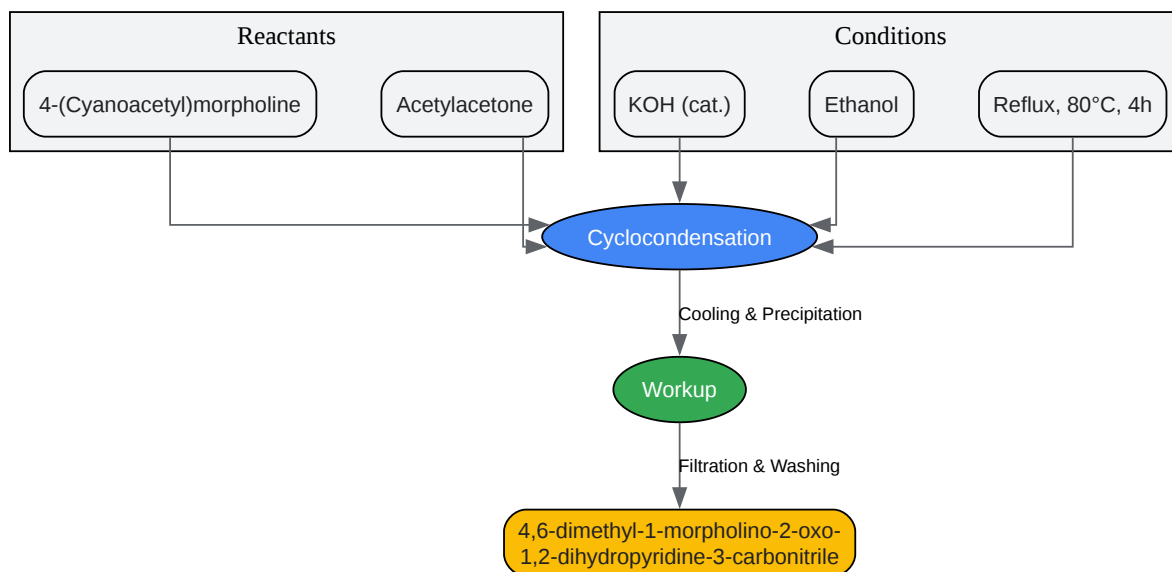 Reactants
Conditions
4-(Cyanoacetyl)morpholine
Acetylacetone
KOH (cat.)
Ethanol
Reflux, 80°C, 4h
Cyclocondensation
Cooling & Precipitation
Workup
Filtration & Washing
4,6-dimethyl-1-morpholino-2-oxo-
1,2-dihydropyridine-3-carbonitrile